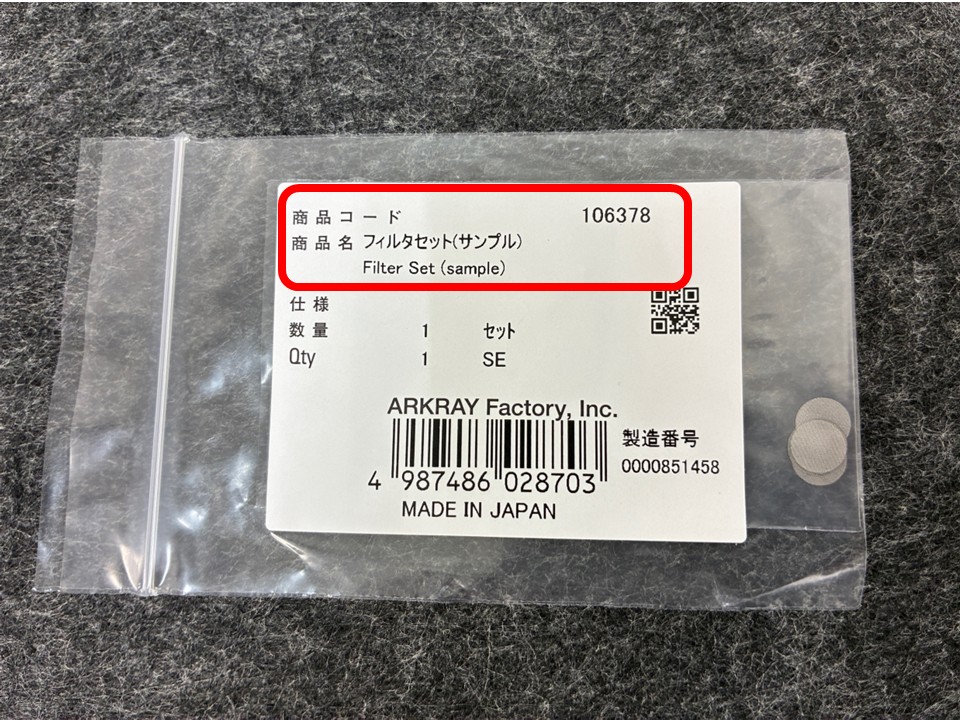 商品コード 106378
商品名 フィルタセット(サンプル)
Filter Set (sample)
仕様
数量 1 セット
Qty 1 SE
ARKRAY Factory, Inc.
製造番号
0000851458
4 987486 028703
MADE IN JAPAN